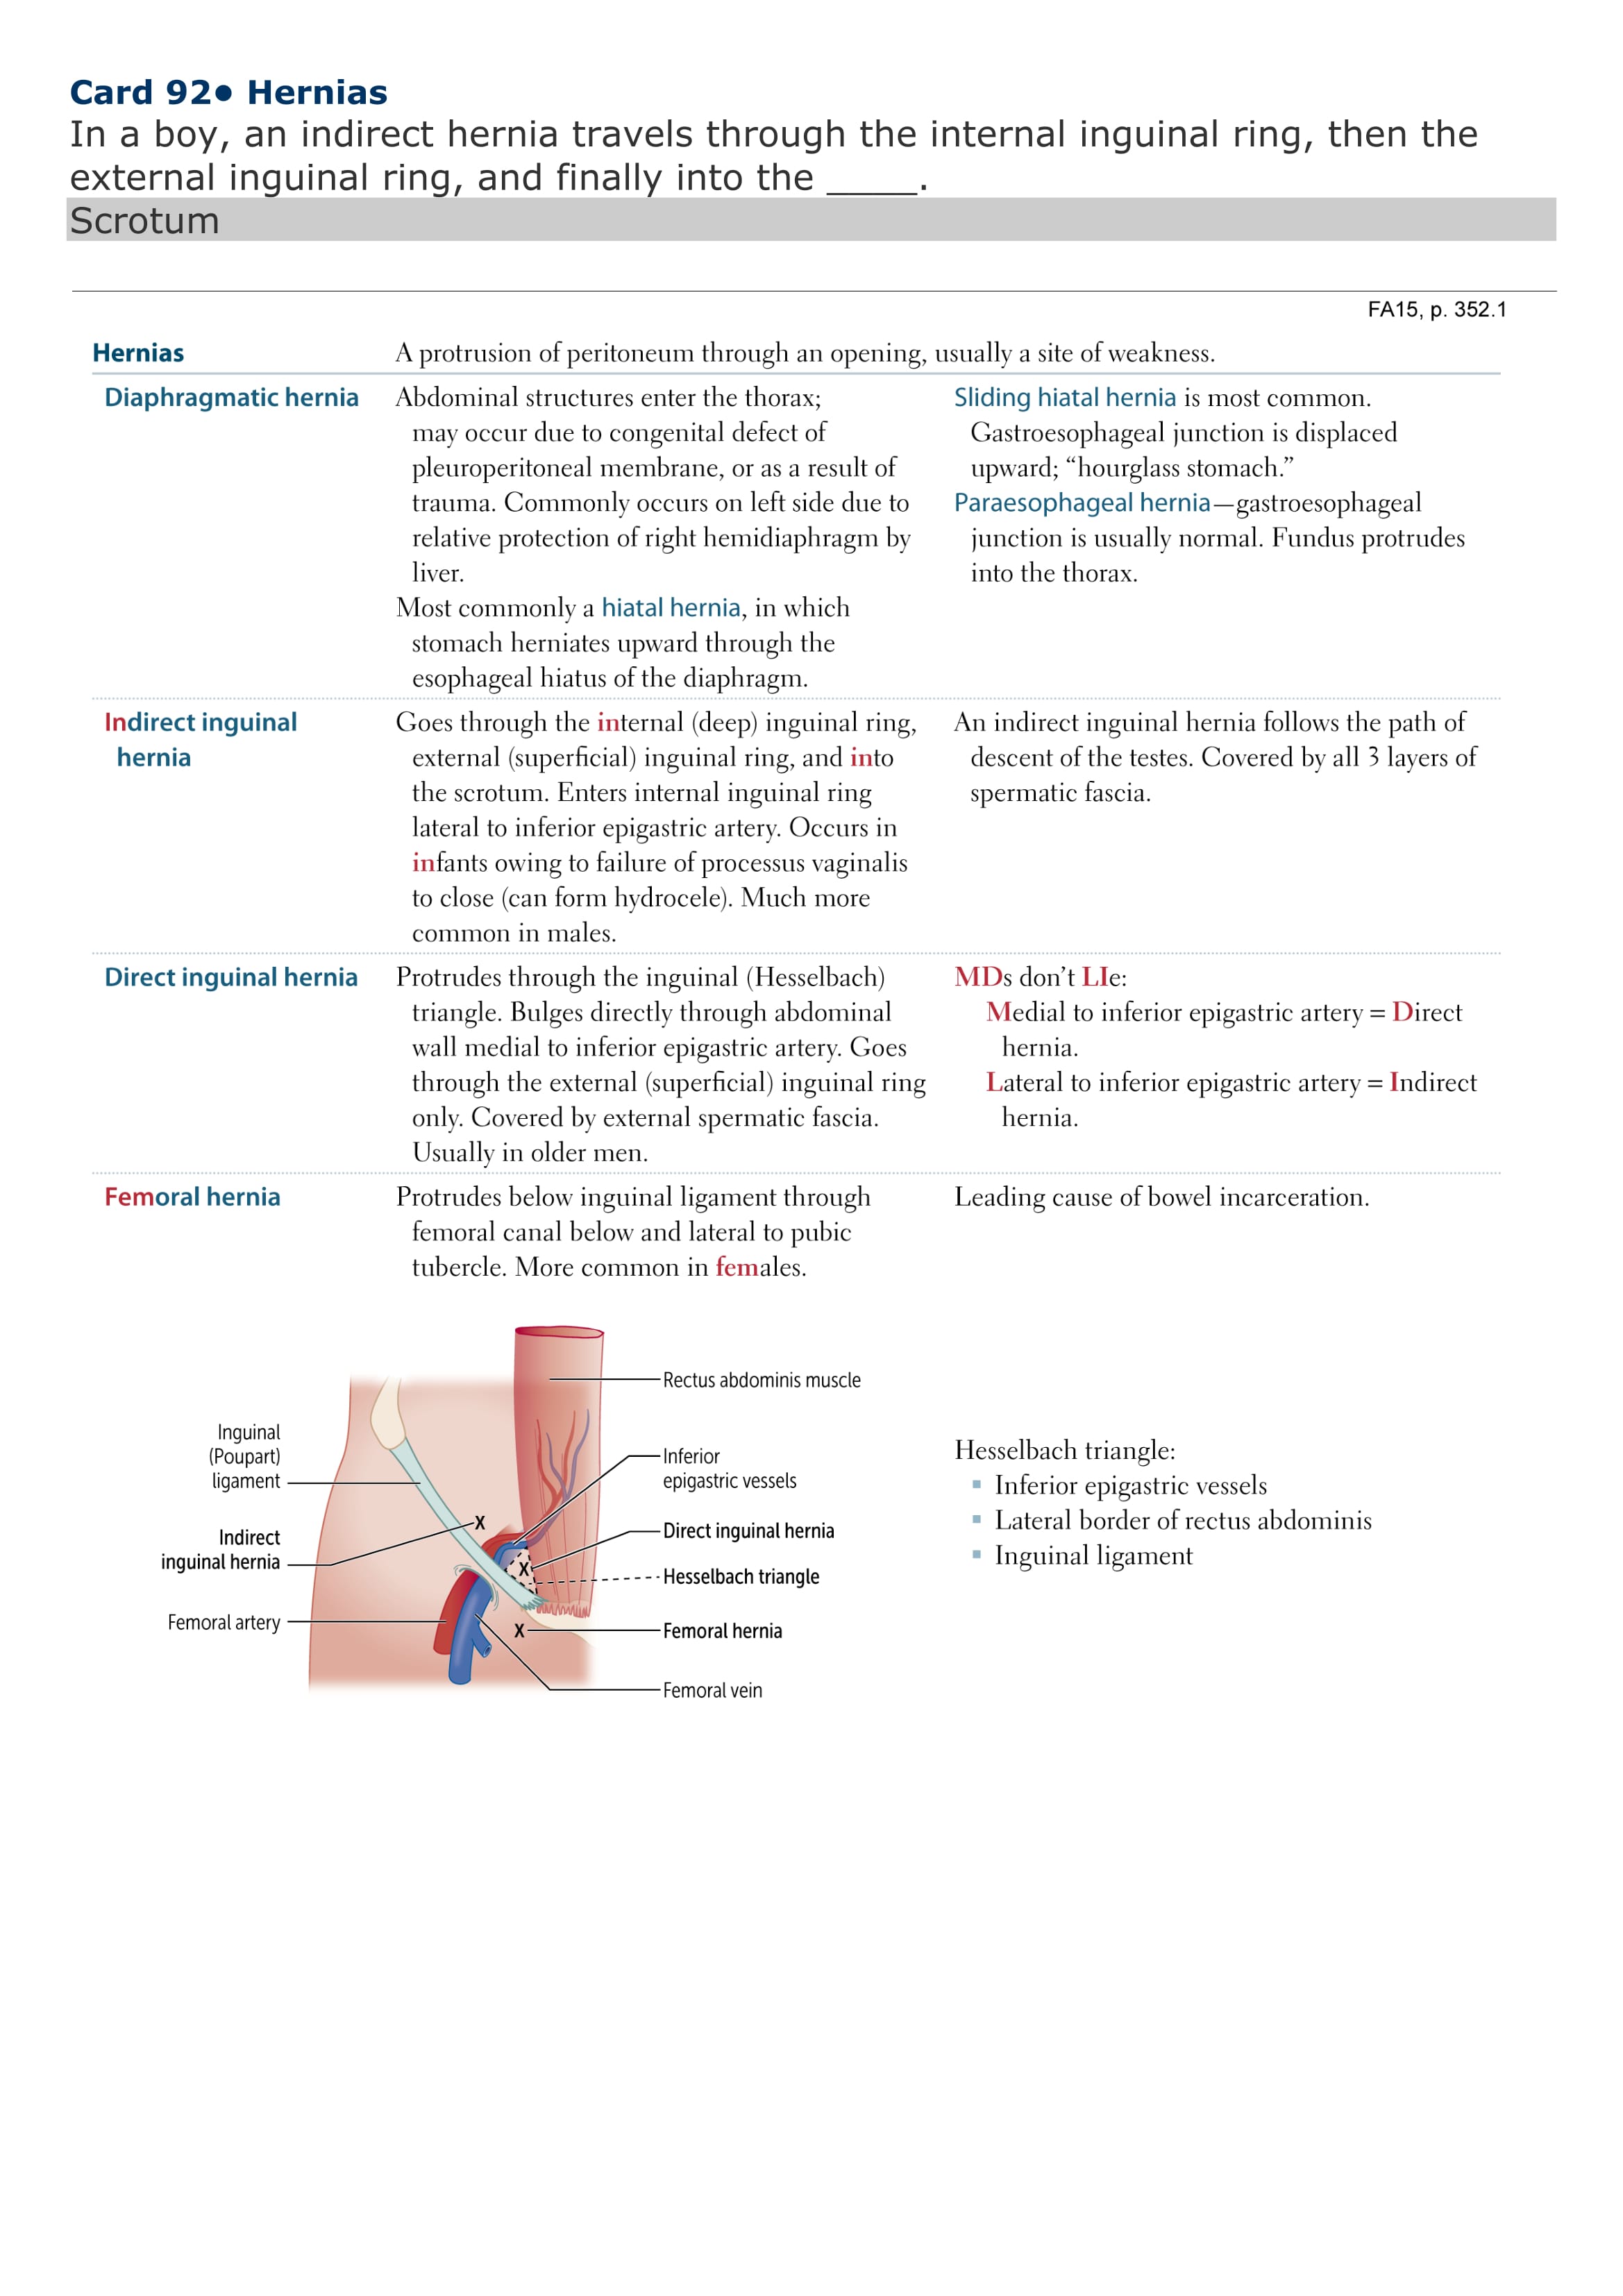 Card 92● Hernias
In a boy, an indirect hernia travels through the internal inguinal ring, then the
external inguinal ring, and finally into the ____.
Scrotum
FA15, p. 352.1
Hernias
A protrusion of peritoneum through an opening, usually a site of weakness.
Diaphragmatic hernia
Abdominal structures enter the thorax;
may occur due to congenital defect of
pleuroperitoneal membrane, or as a result of
trauma. Commonly occurs on left side due to
relative protection of right hemidiaphragm by
liver.
Most commonly a hiatal hernia, in which
stomach herniates upward through the
esophageal hiatus of the diaphragm.
Sliding hiatal hernia is most common.
Gastroesophageal junction is displaced
upward; “hourglass stomach.”
Paraesophageal hernia—gastroesophageal
junction is usually normal. Fundus protrudes
into the thorax.
Indirect inguinal
hernia
Goes through the internal (deep) inguinal ring,
external (superficial) inguinal ring, and into
the scrotum. Enters internal inguinal ring
lateral to inferior epigastric artery. Occurs in
infants owing to failure of processus vaginalis
to close (can form hydrocele). Much more
common in males.
An indirect inguinal hernia follows the path of
descent of the testes. Covered by all 3 layers of
spermatic fascia.
Direct inguinal hernia
Protrudes through the inguinal (Hesselbach)
triangle. Bulges directly through abdominal
wall medial to inferior epigastric artery. Goes
through the external (superficial) inguinal ring
only. Covered by external spermatic fascia.
Usually in older men.
MDs don’t LIe:
Medial to inferior epigastric artery = Direct
hernia.
Lateral to inferior epigastric artery = Indirect
hernia.
Femoral hernia
Protrudes below inguinal ligament through
femoral canal below and lateral to pubic
tubercle. More common in females.
Leading cause of bowel incarceration.
Rectus abdominis muscle
Inguinal
(Poupart)
ligament
Inferior
epigastric vessels
Indirect
inguinal hernia
X
Direct inguinal hernia
X
Hesselbach triangle
Femoral artery
X
Femoral hernia
Femoral vein
Hesselbach triangle:
▪ Inferior epigastric vessels
▪ Lateral border of rectus abdominis
▪ Inguinal ligament